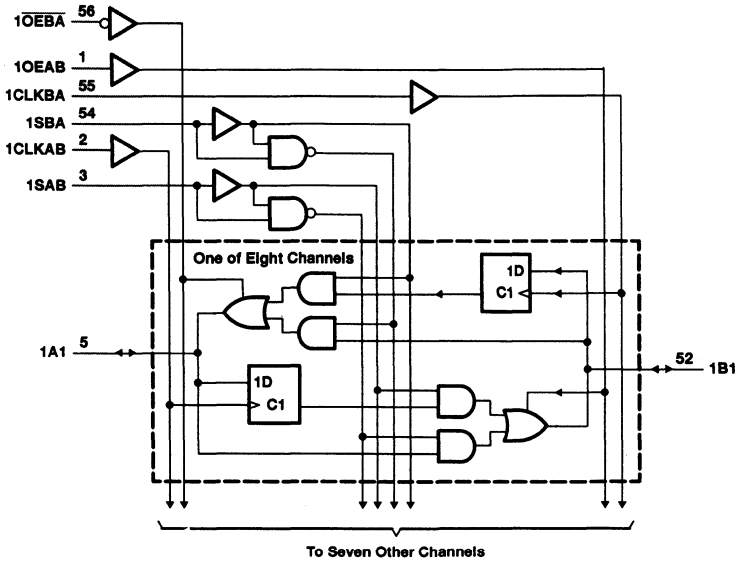 1O̅E̅B̅A̅ 56
1OEAB 1
1CLKBA 55
1SBA 54
1CLKAB 2
1SAB 3
One of Eight Channels
1D
C1
1A1 5
52 1B1
1D
C1
To Seven Other Channels